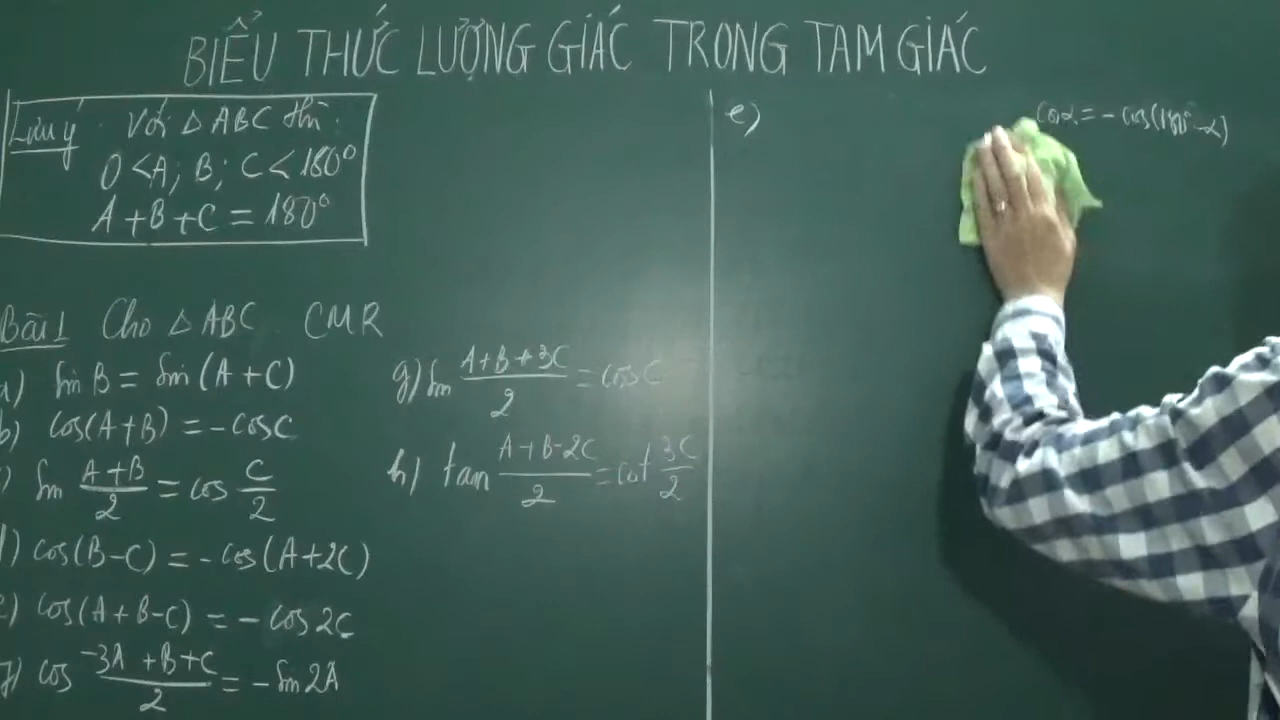 BIỂU THỨC LƯỢNG GIÁC TRONG TAM GIÁC
Lưu ý Với △ABC thì:
0 < A; B; C < 180°
A + B + C = 180°
Bài 1 Cho △ABC. CMR
a) sin B = sin (A + C)
b) cos(A + B) = - cos C
c) sin (A + B)/2 = cos C/2
d) cos(B - C) = - cos(A + 2C)
e) cos(A + B - C) = - cos 2C
f) cos (-3A + B + C)/2 = - sin 2A
g) sin (A + B + 3C)/2 = cos C
h) tan (A + B - 2C)/2 = cot 3C/2
e)
cos α = - cos(180° - α)